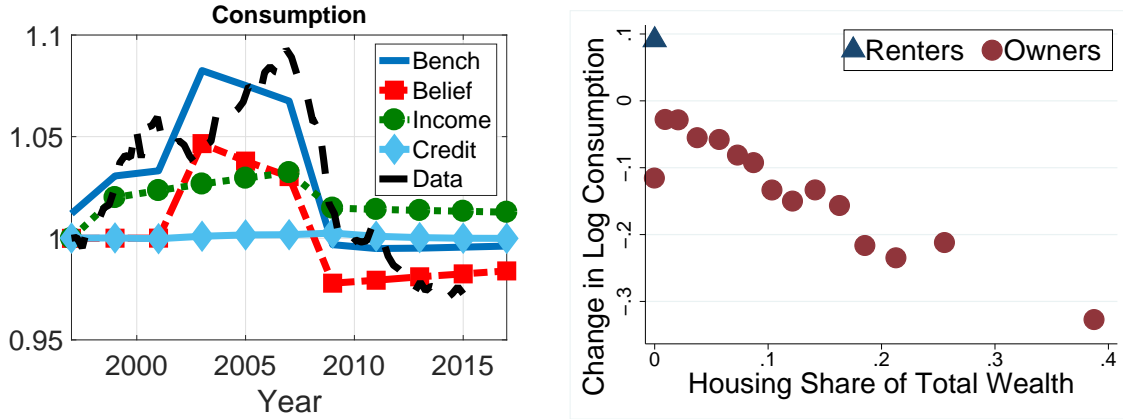 Consumption
1.1
1.05
1
0.95
2000
2005
2010
2015
Year
Bench
Belief
Income
Credit
Data
Change in Log Consumption
.1
0
-.1
-.2
-.3
0
.1
.2
.3
.4
Housing Share of Total Wealth
Renters
Owners